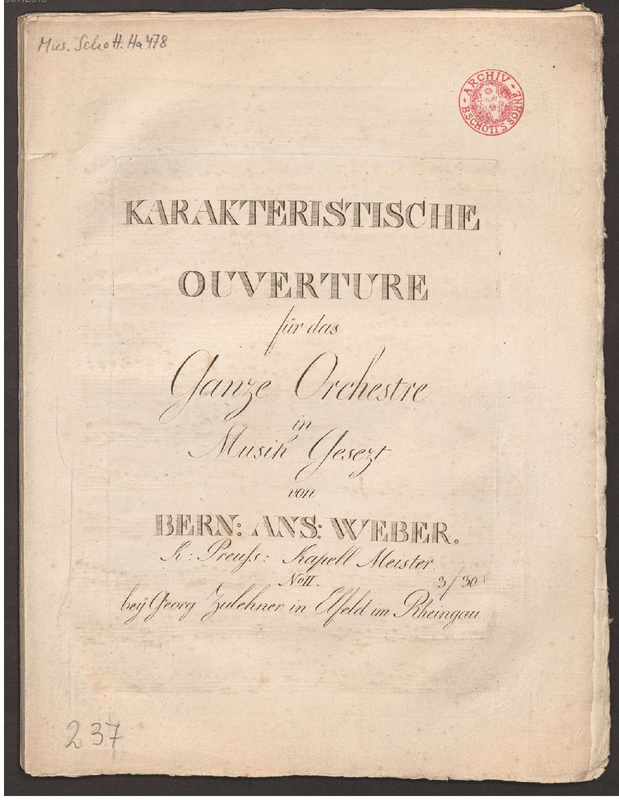 Mus. Schott. Ha 478
ARCHIV
B. SCHOTT'S SÖHNE
KARAKTERISTISCHE
OUVERTURE
für das
Ganze Orchestre
in
Musik Gesezt
von
BERN: ANS: WEBER.
K: Preuſs: Kapell Meister
No II. 3/30
beÿ Georg Zulehner in Elfeld im Rheingau
237